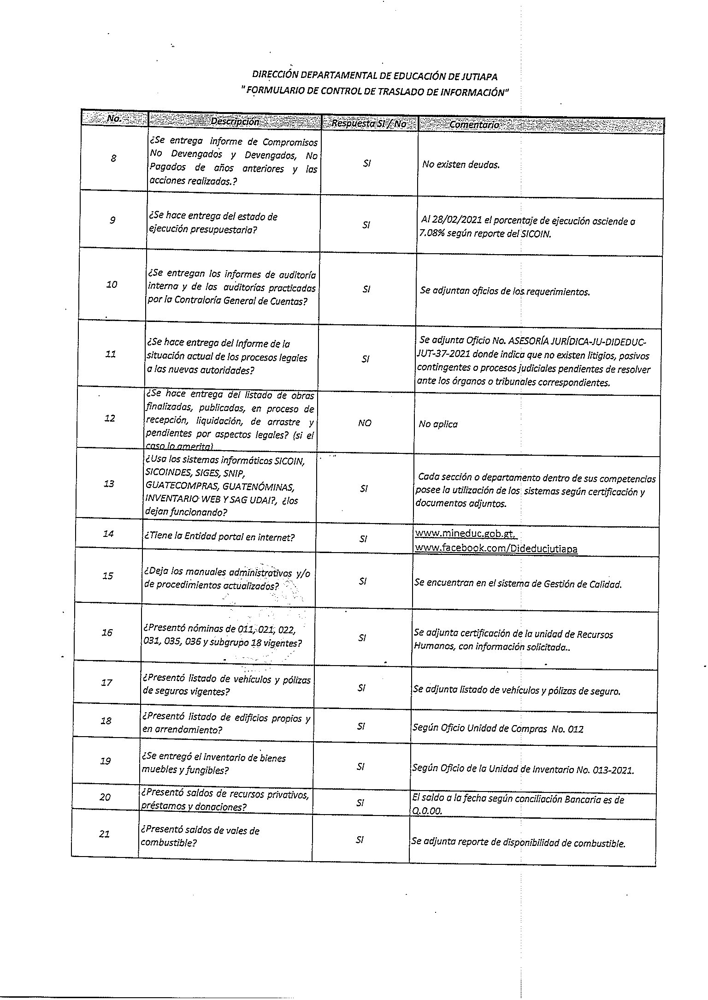 DIRECCIÓN DEPARTAMENTAL DE EDUCACIÓN DE JUTIAPA
"FORMULARIO DE CONTROL DE TRASLADO DE INFORMACIÓN"
No. Descripción Respuesta SI / No Comentario
8
¿Se entrega informe de Compromisos
No Devengados y Devengados, No
Pagados de años anteriores y las
acciones realizadas.?
SI
No existen deudas.
9
¿Se hace entrega del estado de
ejecución presupuestaria?
SI
Al 28/02/2021 el porcentaje de ejecución asciende a
7.08% según reporte del SICOIN.
10
¿Se entregan los informes de auditoría
interna y de las auditorías practicadas
por la Contraloría General de Cuentas?
SI
Se adjuntan oficios de los requerimientos.
11
¿Se hace entrega del Informe de la
situación actual de los procesos legales
a las nuevas autoridades?
SI
Se adjunta Oficio No. ASESORÍA JURÍDICA-JU-DIDEDUC-
JUT-37-2021 donde indica que no existen litigios, pasivos
contingentes o procesos judiciales pendientes de resolver
ante los órganos o tribunales correspondientes.
12
¿Se hace entrega del listado de obras
finalizadas, publicadas, en proceso de
recepción, liquidación, de arrastre y
pendientes por aspectos legales? (si el
caso lo amerita)
NO
No aplica
13
¿Usa los sistemas informáticos SICOIN,
SICOINDES, SIGES, SNIP,
GUATECOMPRAS, GUATENÓMINAS,
INVENTARIO WEB Y SAG UDAI?, ¿los
dejan funcionando?
SI
Cada sección o departamento dentro de sus competencias
posee la utilización de los sistemas según certificación y
documentos adjuntos.
14
¿Tiene la Entidad portal en internet?
SI
www.mineduc.gob.gt,
www.facebook.com/Dideducjutiapa
15
¿Deja los manuales administrativos y/o
de procedimientos actualizados?
SI
Se encuentran en el sistema de Gestión de Calidad.
16
¿Presentó nóminas de 011, 021, 022,
031, 035, 036 y subgrupo 18 vigentes?
SI
Se adjunta certificación de la unidad de Recursos
Humanos, con información solicitada..
17
¿Presentó listado de vehículos y pólizas
de seguros vigentes?
SI
Se adjunta listado de vehículos y pólizas de seguro.
18
¿Presentó listado de edificios propios y
en arrendamiento?
SI
Según Oficio Unidad de Compras No. 012
19
¿Se entregó el inventario de bienes
muebles y fungibles?
SI
Según Oficio de la Unidad de Inventario No. 013-2021.
20
¿Presentó saldos de recursos privativos,
préstamos y donaciones?
SI
El saldo a la fecha según conciliación Bancaria es de
Q.0.00.
21
¿Presentó saldos de vales de
combustible?
SI
Se adjunta reporte de disponibilidad de combustible.